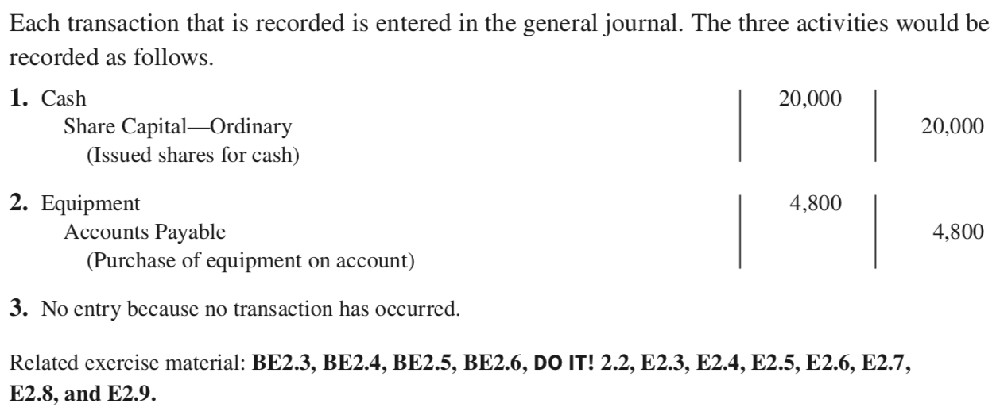 Each transaction that is recorded is entered in the general journal. The three activities would be
recorded as follows.
1. Cash 20,000
Share Capital—Ordinary 20,000
(Issued shares for cash)
2. Equipment 4,800
Accounts Payable 4,800
(Purchase of equipment on account)
3. No entry because no transaction has occurred.
Related exercise material: BE2.3, BE2.4, BE2.5, BE2.6, DO IT! 2.2, E2.3, E2.4, E2.5, E2.6, E2.7,
E2.8, and E2.9.